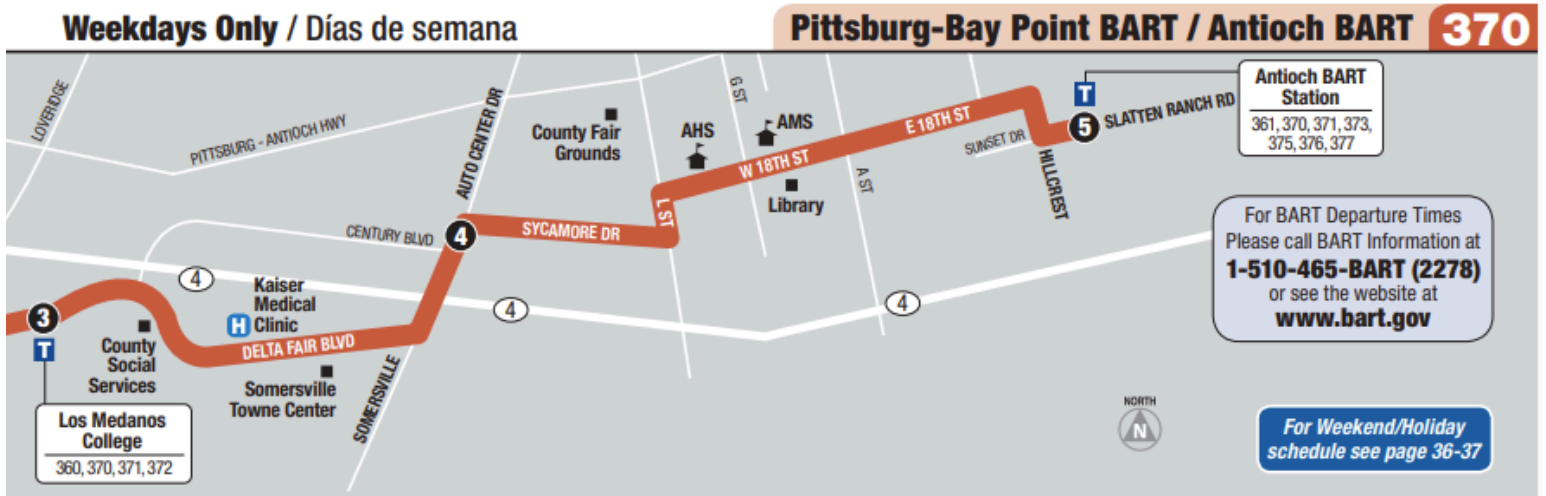 Weekdays Only / Días de semana
Pittsburg-Bay Point BART / Antioch BART 370
LOVERIDGE
PITTSBURG - ANTIOCH HWY
AUTO CENTER DR
County Fair
Grounds
AHS
G ST
AMS
W 18TH ST
Library
A ST
E 18TH ST
SUNSET DR
HILLCREST
T
5
SLATTEN RANCH RD
Antioch BART
Station
361, 370, 371, 373,
375, 376, 377
CENTURY BLVD
4
SYCAMORE DR
L ST
4
4
4
3
T
County
Social
Services
H
Kaiser
Medical
Clinic
DELTA FAIR BLVD
Somersville
Towne Center
SOMERSVILLE
Los Medanos
College
360, 370, 371, 372
For BART Departure Times
Please call BART Information at
1-510-465-BART (2278)
or see the website at
www.bart.gov
NORTH
N
For Weekend/Holiday
schedule see page 36-37